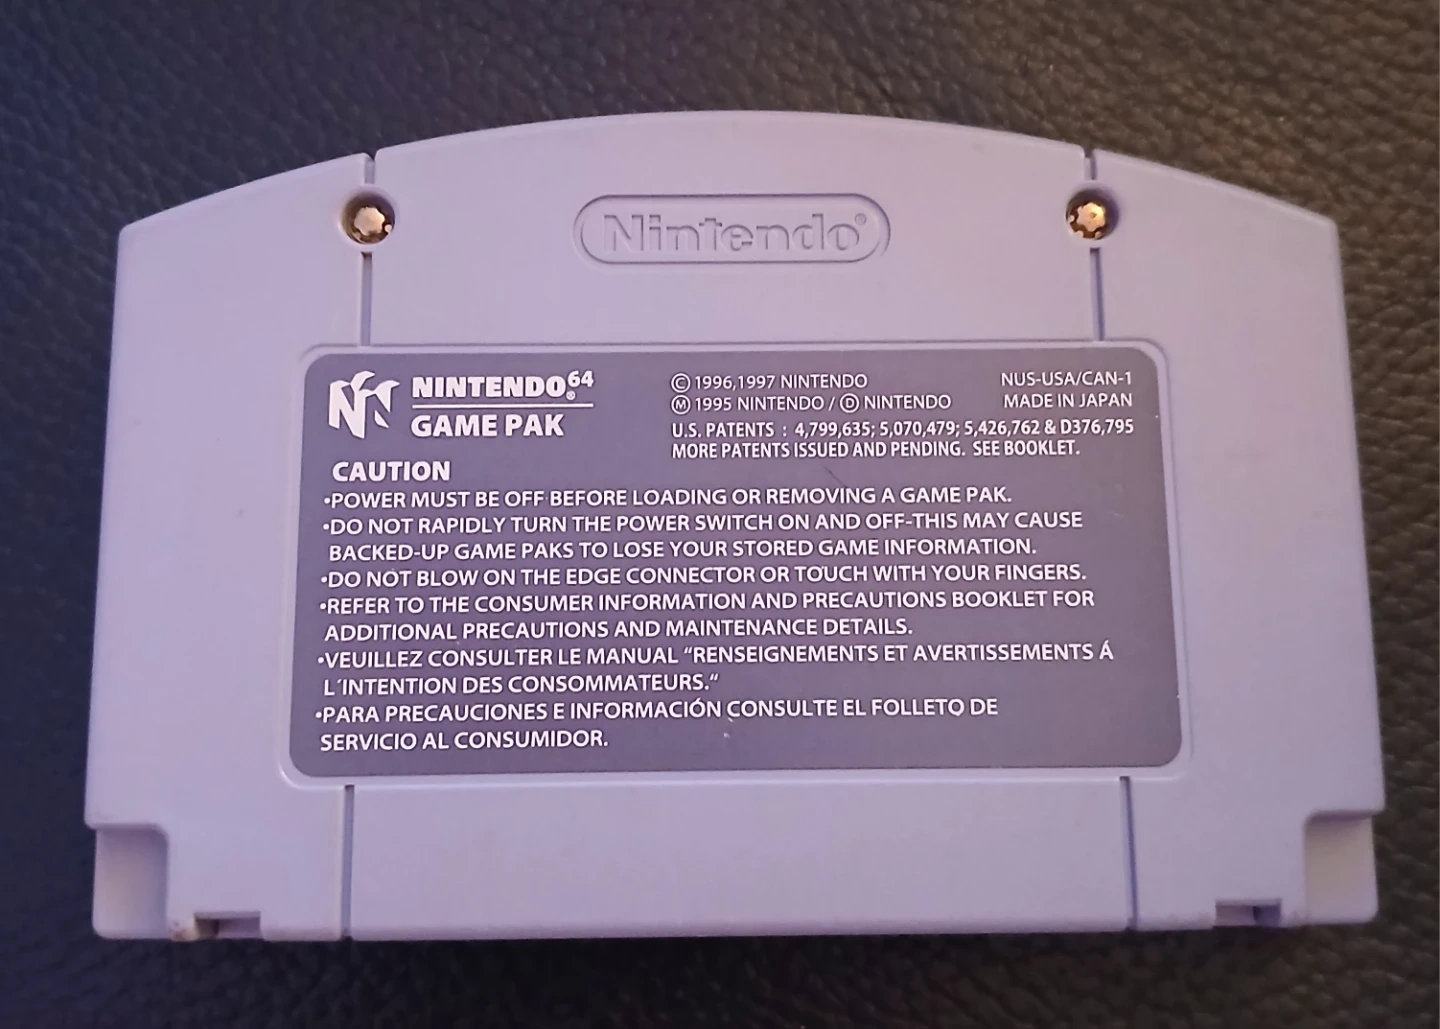 Nintendo®
NINTENDO64®
GAME PAK
© 1996,1997 NINTENDO
Ⓜ 1995 NINTENDO / Ⓓ NINTENDO
NUS-USA/CAN-1
MADE IN JAPAN
U.S. PATENTS : 4,799,635; 5,070,479; 5,426,762 & D376,795
MORE PATENTS ISSUED AND PENDING. SEE BOOKLET.
CAUTION
•POWER MUST BE OFF BEFORE LOADING OR REMOVING A GAME PAK.
•DO NOT RAPIDLY TURN THE POWER SWITCH ON AND OFF-THIS MAY CAUSE
BACKED-UP GAME PAKS TO LOSE YOUR STORED GAME INFORMATION.
•DO NOT BLOW ON THE EDGE CONNECTOR OR TOUCH WITH YOUR FINGERS.
•REFER TO THE CONSUMER INFORMATION AND PRECAUTIONS BOOKLET FOR
ADDITIONAL PRECAUTIONS AND MAINTENANCE DETAILS.
•VEUILLEZ CONSULTER LE MANUAL “RENSEIGNEMENTS ET AVERTISSEMENTS Á
L´INTENTION DES CONSOMMATEURS.“
•PARA PRECAUCIONES E INFORMACIÓN CONSULTE EL FOLLETO DE
SERVICIO AL CONSUMIDOR.